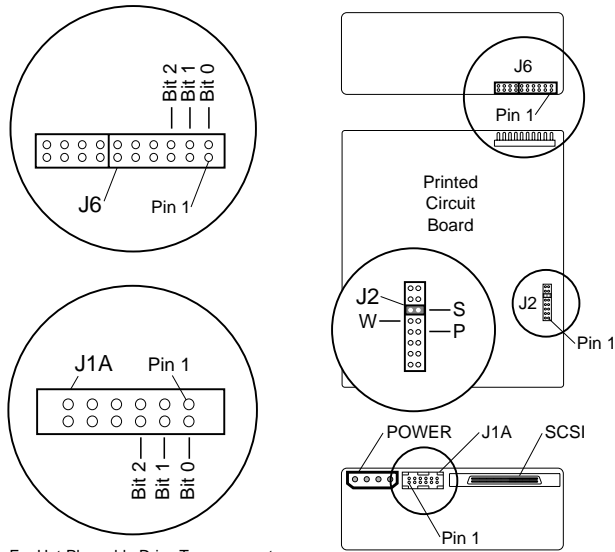 Bit 2
Bit 1
Bit 0
J6
Pin 1
J1A
Pin 1
Bit 2
Bit 1
Bit 0
J6
Pin 1
Printed
Circuit
Board
J2
W
S
P
J2
Pin 1
POWER
J1A
SCSI
Pin 1